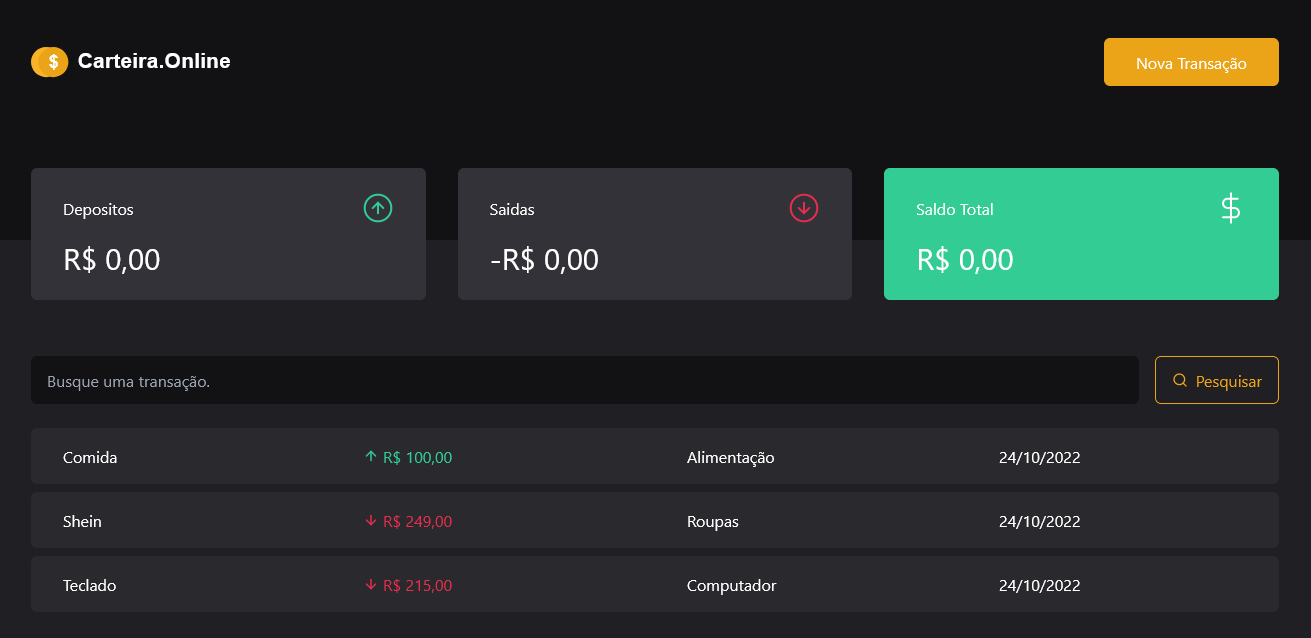 $ Carteira.Online
Nova Transação
Depositos
R$ 0,00
Saidas
-R$ 0,00
Saldo Total
$
R$ 0,00
Busque uma transação.
Pesquisar
Comida R$ 100,00 Alimentação 24/10/2022
Shein R$ 249,00 Roupas 24/10/2022
Teclado R$ 215,00 Computador 24/10/2022